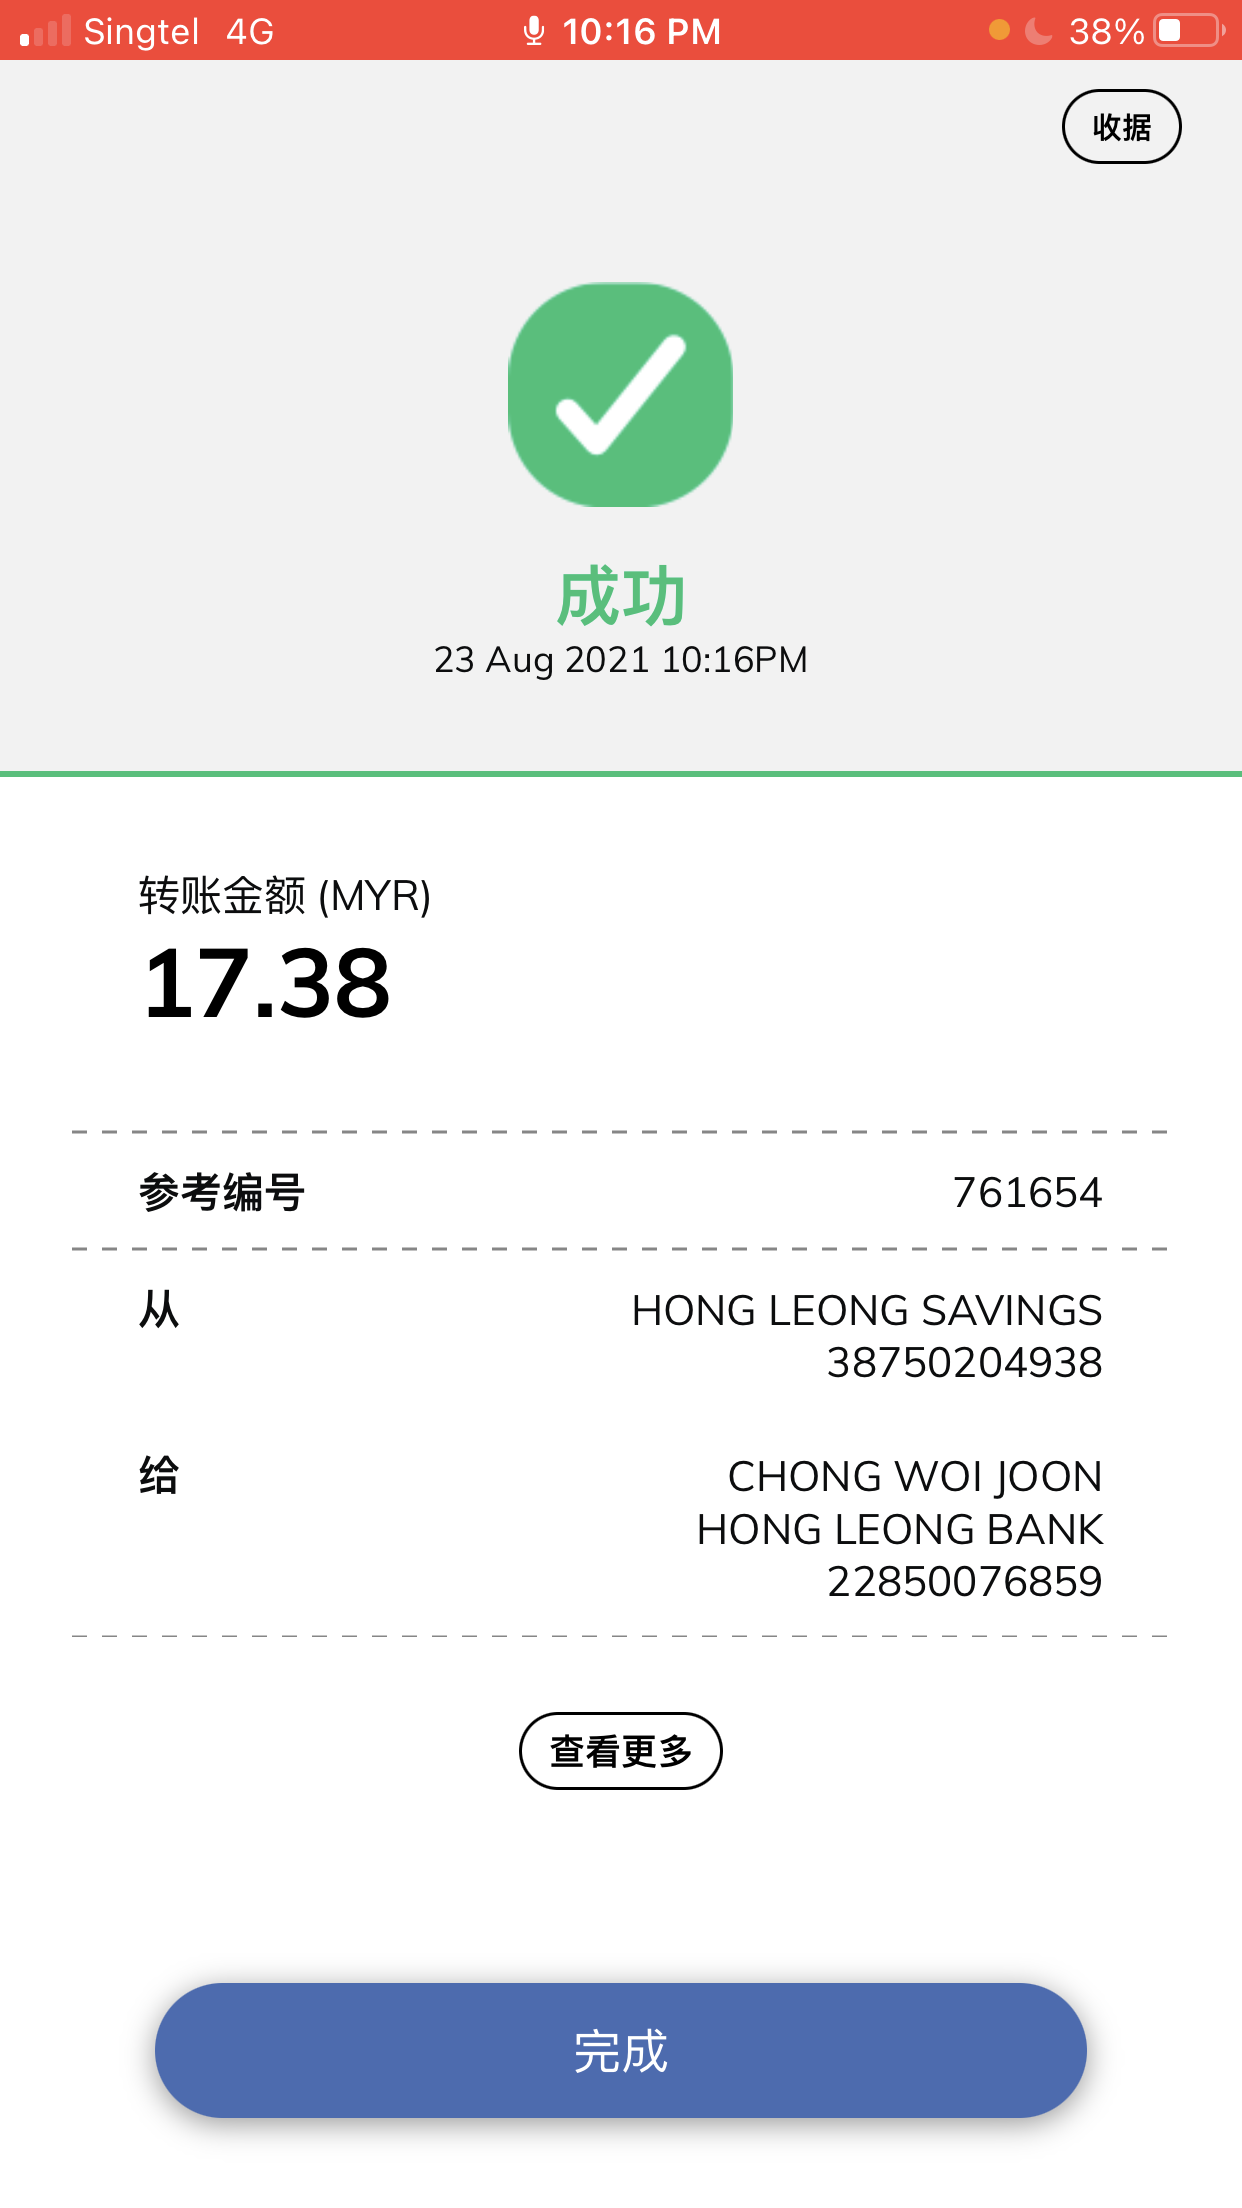 Singtel 4G 10:16 PM 38%
收据
成功
23 Aug 2021 10:16PM
转账金额 (MYR)
17.38
参考编号 761654
从 HONG LEONG SAVINGS
38750204938
给 CHONG WOI JOON
HONG LEONG BANK
22850076859
查看更多
完成